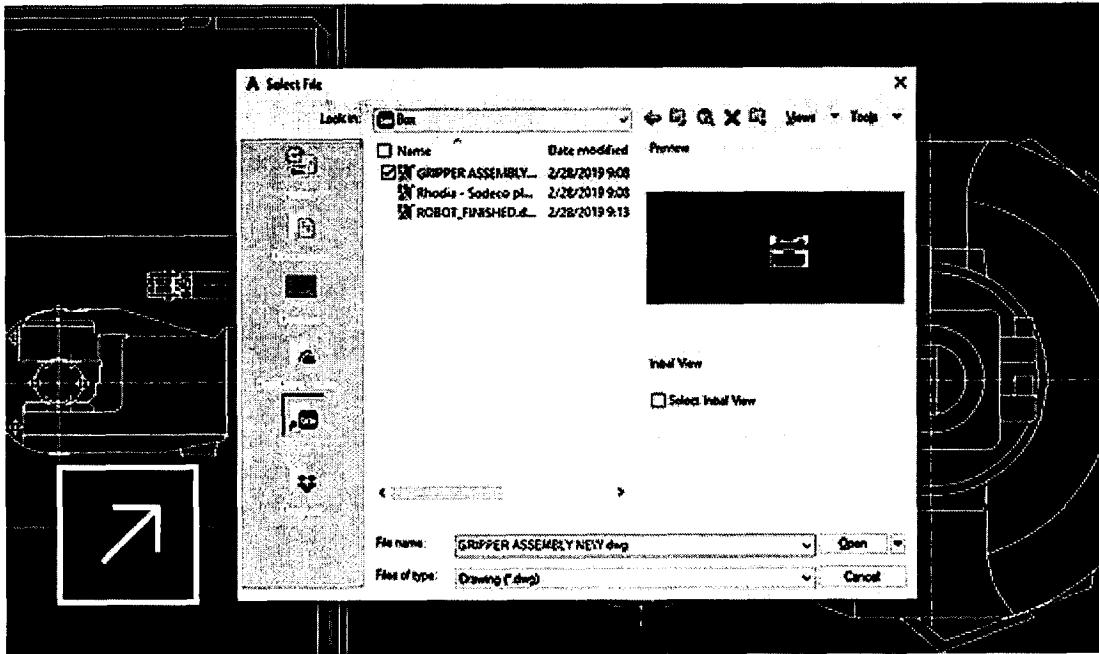 A Select File
Look in: Box Views Tools
Name Date modified Preview
GRIPPER ASSEMBLY... 2/28/2019 9:08
Rhodia - Sodeco pl... 2/28/2019 9:08
ROBOT_FINISHED.d... 2/28/2019 9:13
Initial View
Select Initial View
File name: GRIPPER ASSEMBLY NEW.dwg Open
Files of type: Drawing (*.dwg) Cancel